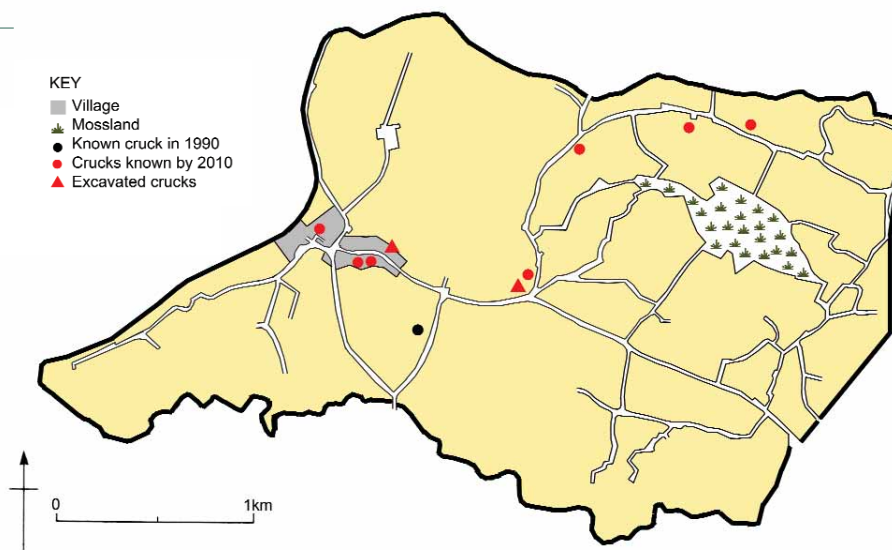 KEY
Village
Mossland
Known cruck in 1990
Crucks known by 2010
Excavated crucks
0 1km